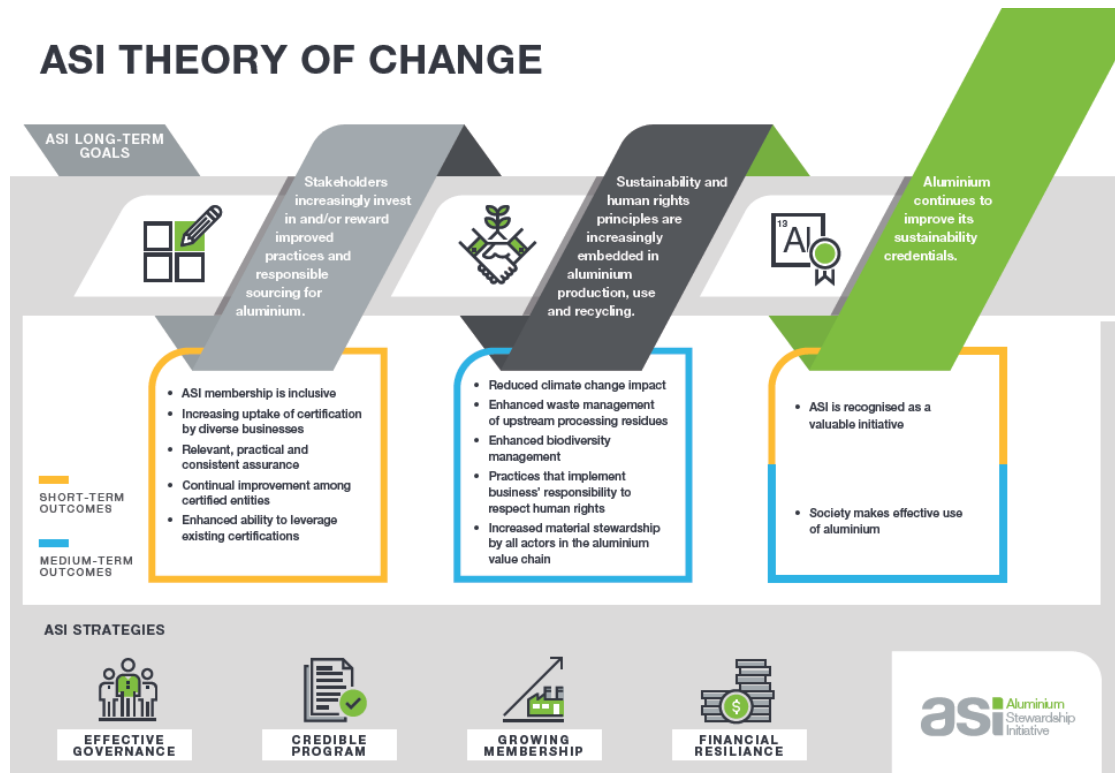 ASI THEORY OF CHANGE
ASI LONG-TERM
GOALS
Stakeholders
increasingly invest
in and/or reward
improved
practices and
responsible
sourcing for
aluminium.
Sustainability and
human rights
principles are
increasingly
embedded in
aluminium
production, use
and recycling.
13
Al
Aluminium
continues to
improve its
sustainability
credentials.
SHORT-TERM
OUTCOMES
MEDIUM-TERM
OUTCOMES
• ASI membership is inclusive
• Increasing uptake of certification
by diverse businesses
• Relevant, practical and
consistent assurance
• Continual improvement among
certified entities
• Enhanced ability to leverage
existing certifications
• Reduced climate change impact
• Enhanced waste management
of upstream processing residues
• Enhanced biodiversity
management
• Practices that implement
business' responsibility to
respect human rights
• Increased material stewardship
by all actors in the aluminium
value chain
• ASI is recognised as a
valuable initiative
• Society makes effective use
of aluminium
ASI STRATEGIES
EFFECTIVE
GOVERNANCE
CREDIBLE
PROGRAM
GROWING
MEMBERSHIP
$
FINANCIAL
RESILIANCE
asi
Aluminium
Stewardship
Initiative